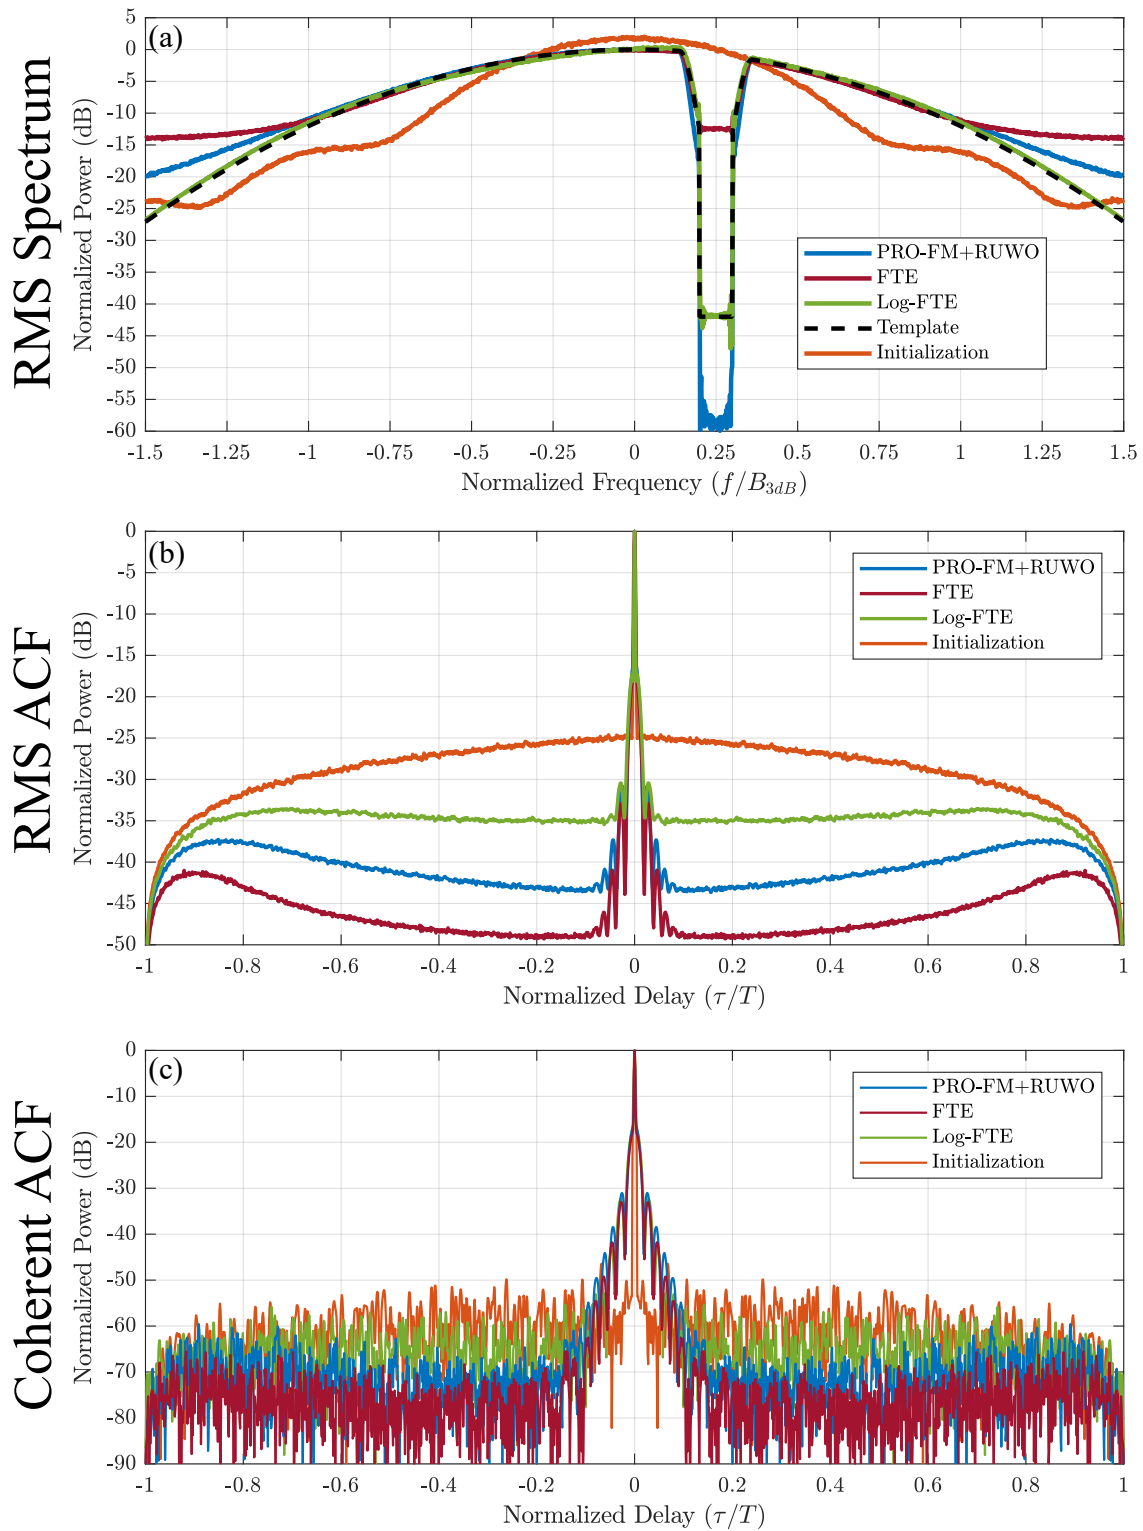 RMS Spectrum
Normalized Power (dB)
(a)
5
0
-5
-10
-15
-20
-25
-30
-35
-40
-45
-50
-55
-60
PRO-FM+RUWO
FTE
Log-FTE
Template
Initialization
-1.5 -1.25 -1 -0.75 -0.5 -0.25 0 0.25 0.5 0.75 1 1.25 1.5
Normalized Frequency (f/B3dB)
RMS ACF
Normalized Power (dB)
(b)
0
-5
-10
-15
-20
-25
-30
-35
-40
-45
-50
PRO-FM+RUWO
FTE
Log-FTE
Initialization
-1 -0.8 -0.6 -0.4 -0.2 0 0.2 0.4 0.6 0.8 1
Normalized Delay (τ/T)
Coherent ACF
Normalized Power (dB)
(c)
0
-10
-20
-30
-40
-50
-60
-70
-80
-90
PRO-FM+RUWO
FTE
Log-FTE
Initialization
-1 -0.8 -0.6 -0.4 -0.2 0 0.2 0.4 0.6 0.8 1
Normalized Delay (τ/T)